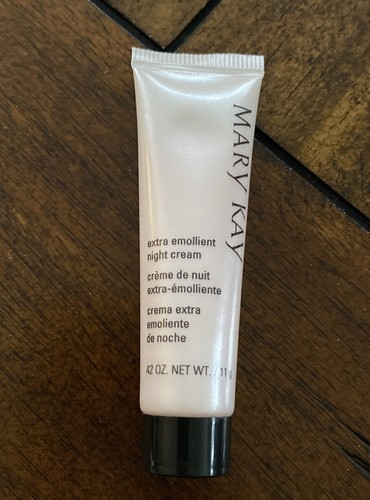 MARY KAY
extra emollient
night cream
crème de nuit
extra-émolliente
crema extra
emoliente
de noche
.42 OZ. NET WT. / 11 g